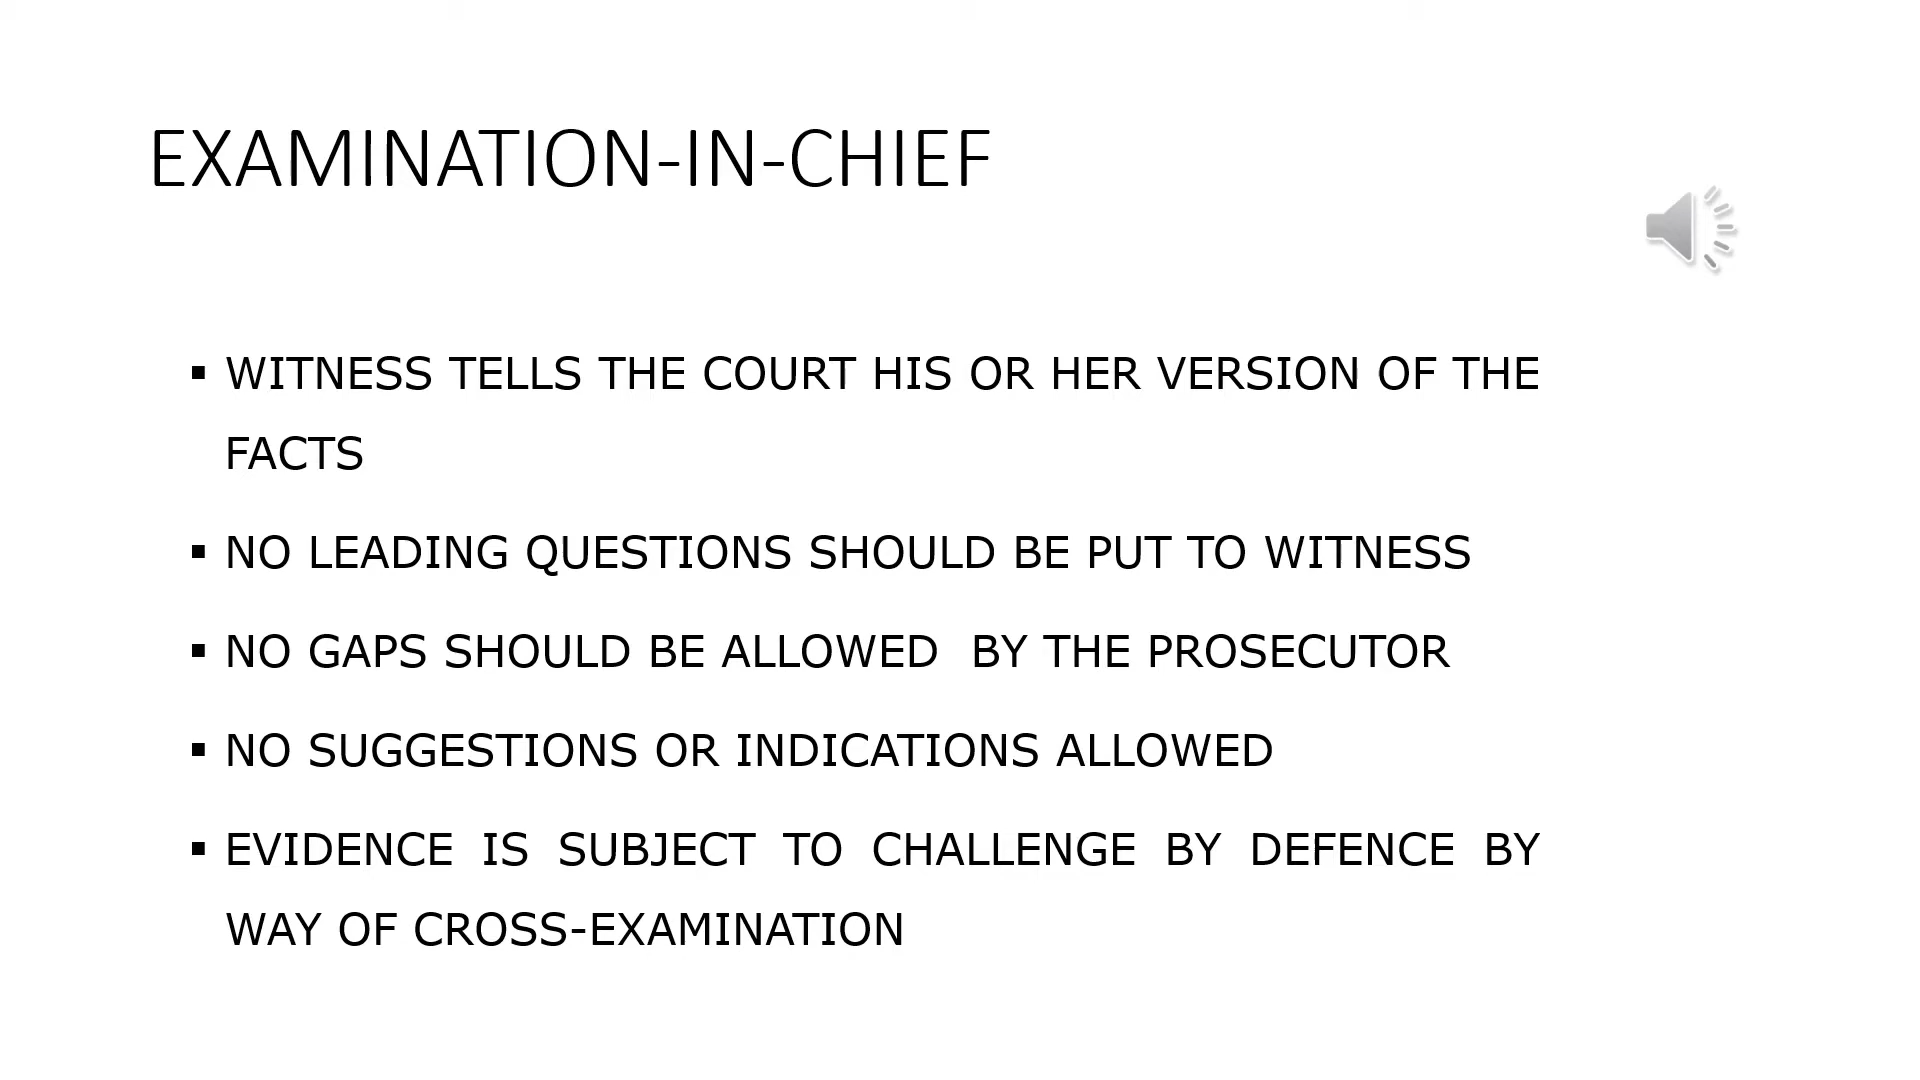 EXAMINATION-IN-CHIEF
▪ WITNESS TELLS THE COURT HIS OR HER VERSION OF THE
FACTS
▪ NO LEADING QUESTIONS SHOULD BE PUT TO WITNESS
▪ NO GAPS SHOULD BE ALLOWED  BY THE PROSECUTOR
▪ NO SUGGESTIONS OR INDICATIONS ALLOWED
▪ EVIDENCE IS SUBJECT TO CHALLENGE BY DEFENCE BY
WAY OF CROSS-EXAMINATION